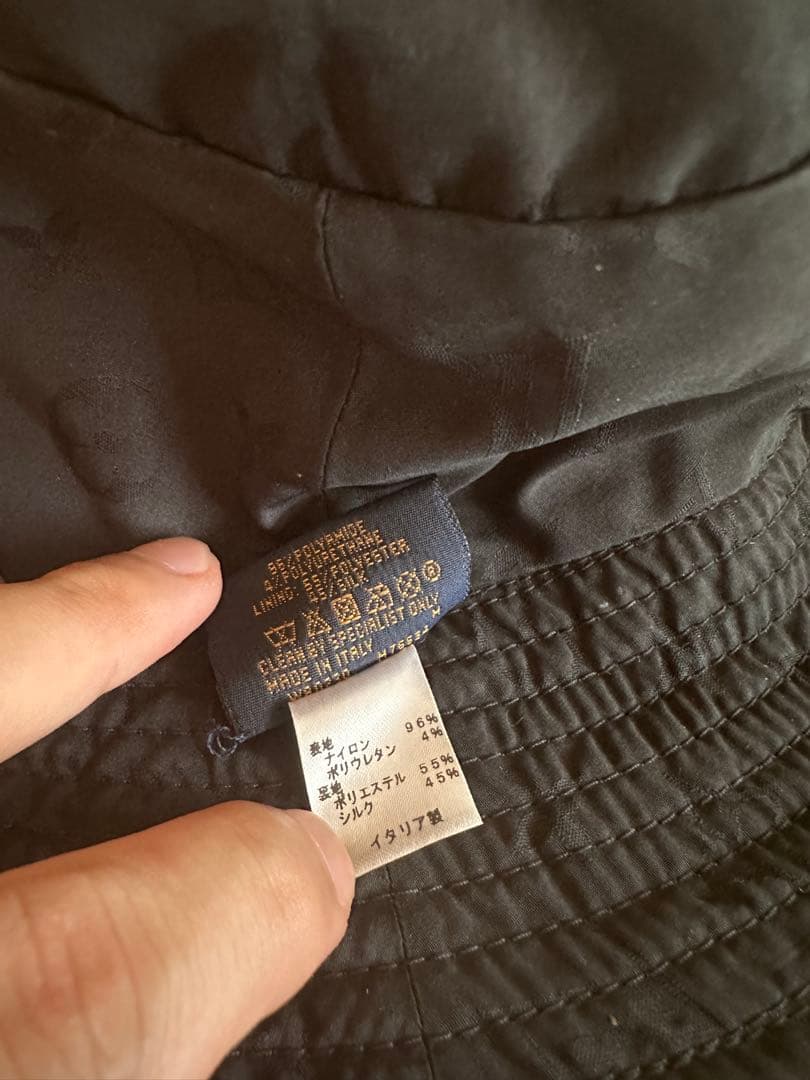 96%POLYAMIDE
4%POLYURETHANE
LINING: 55%POLYESTER
45%SILK
CLEAN BY SPECIALIST ONLY
MADE IN ITALY
表地
ナイロン 96%
ポリウレタン 4%
裏地
ポリエステル 55%
シルク 45%
イタリア製